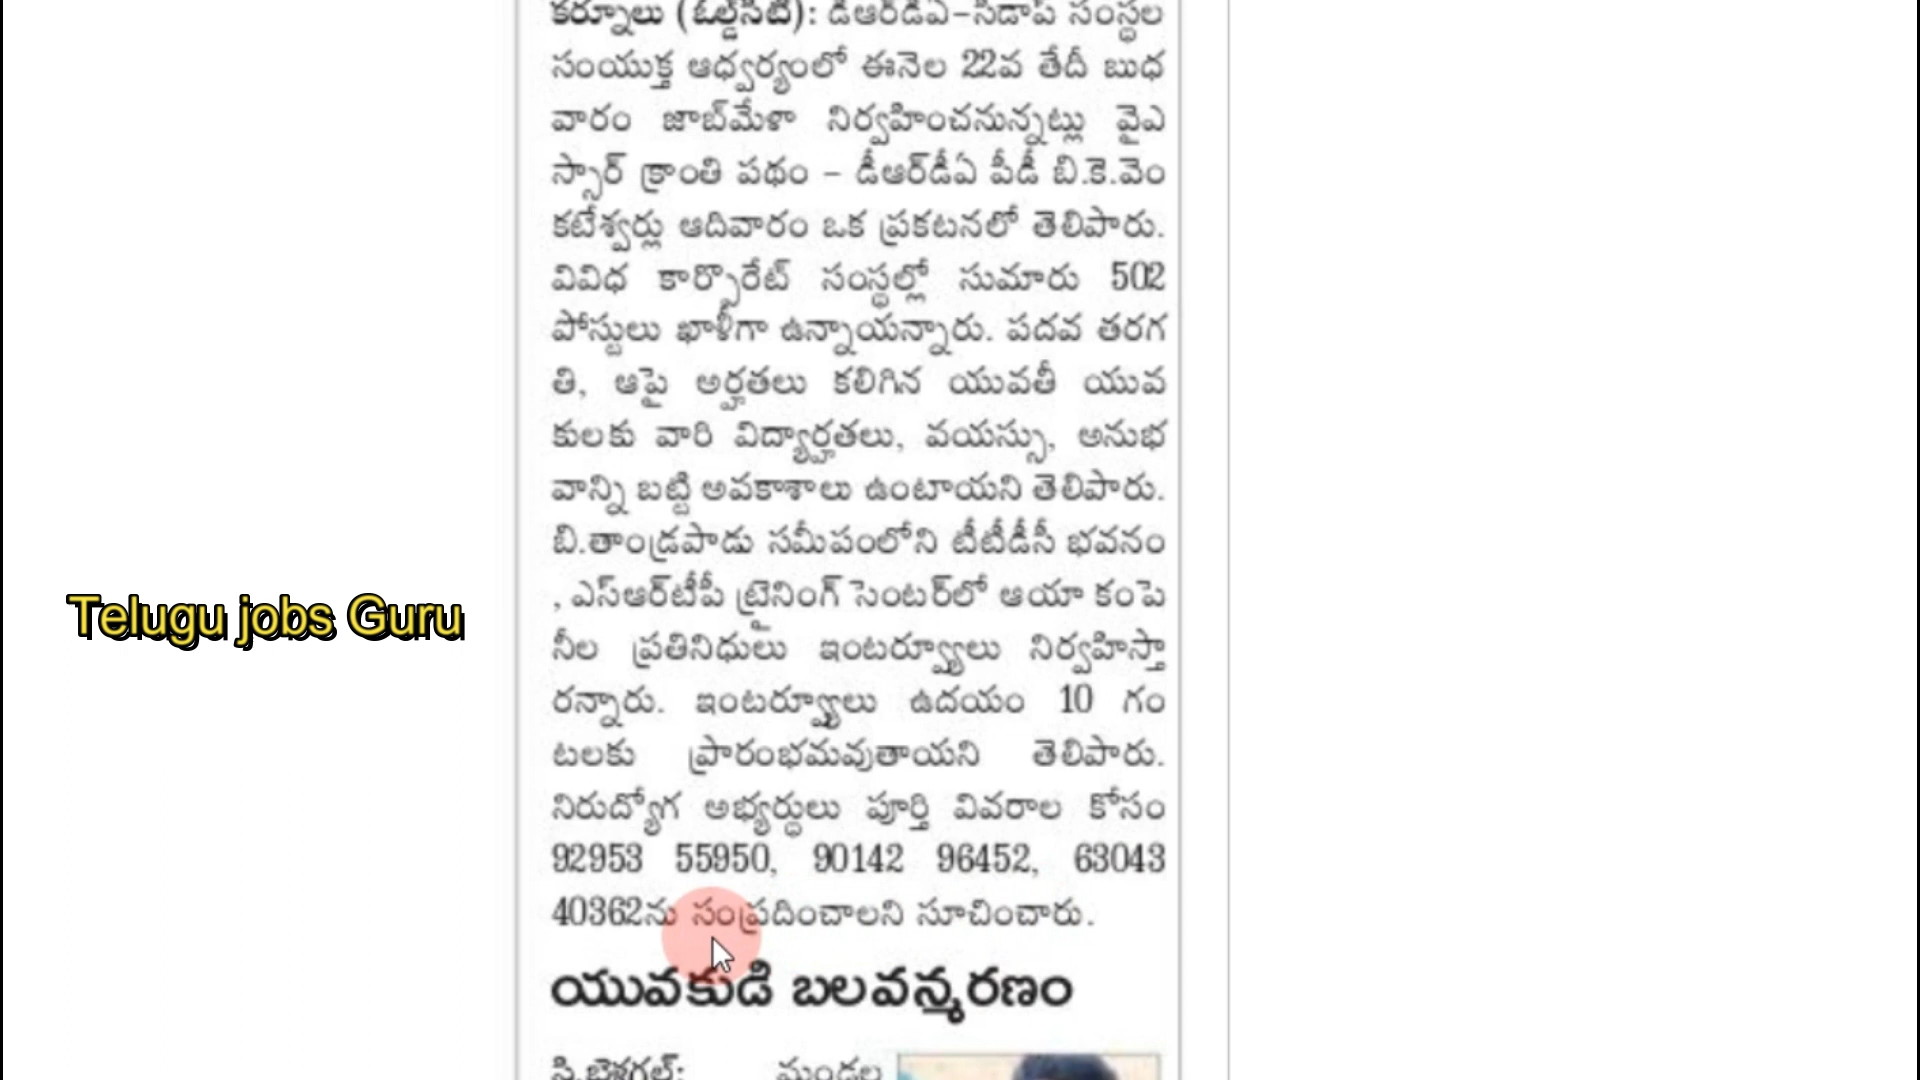 కర్నూలు (ఓల్డ్‌సిటీ): డీఆర్‌డీఏ–సీడాప్ సంస్థల
సంయుక్త ఆధ్వర్యంలో ఈనెల 22వ తేదీ బుధ
వారం జాబ్‌మేళా నిర్వహించనున్నట్లు వైఎ
స్సార్ క్రాంతి పథం – డీఆర్‌డీఏ పీడీ బి.కె.వెం
కటేశ్వర్లు ఆదివారం ఒక ప్రకటనలో తెలిపారు.
వివిధ కార్పొరేట్ సంస్థల్లో సుమారు 502
పోస్టులు ఖాళీగా ఉన్నాయన్నారు. పదవ తరగ
తి, ఆపై అర్హతలు కలిగిన యువతీ యువ
కులకు వారి విద్యార్హతలు, వయస్సు, అనుభ
వాన్ని బట్టి అవకాశాలు ఉంటాయని తెలిపారు.
బి.తాండ్రపాడు సమీపంలోని టీటీడీసీ భవనం
, ఎస్ఆర్‌టీపీ ట్రైనింగ్ సెంటర్‌లో ఆయా కంపె
నీల ప్రతినిధులు ఇంటర్వ్యూలు నిర్వహిస్తా
రన్నారు. ఇంటర్వ్యూలు ఉదయం 10 గం
టలకు ప్రారంభమవుతాయని తెలిపారు.
నిరుద్యోగ అభ్యర్థులు పూర్తి వివరాల కోసం
92953 55950, 90142 96452, 63043
40362ను సంప్రదించాలని సూచించారు.
యువకుడి బలవన్మరణం
సి.బెళగల్: మండల
Telugu jobs Guru